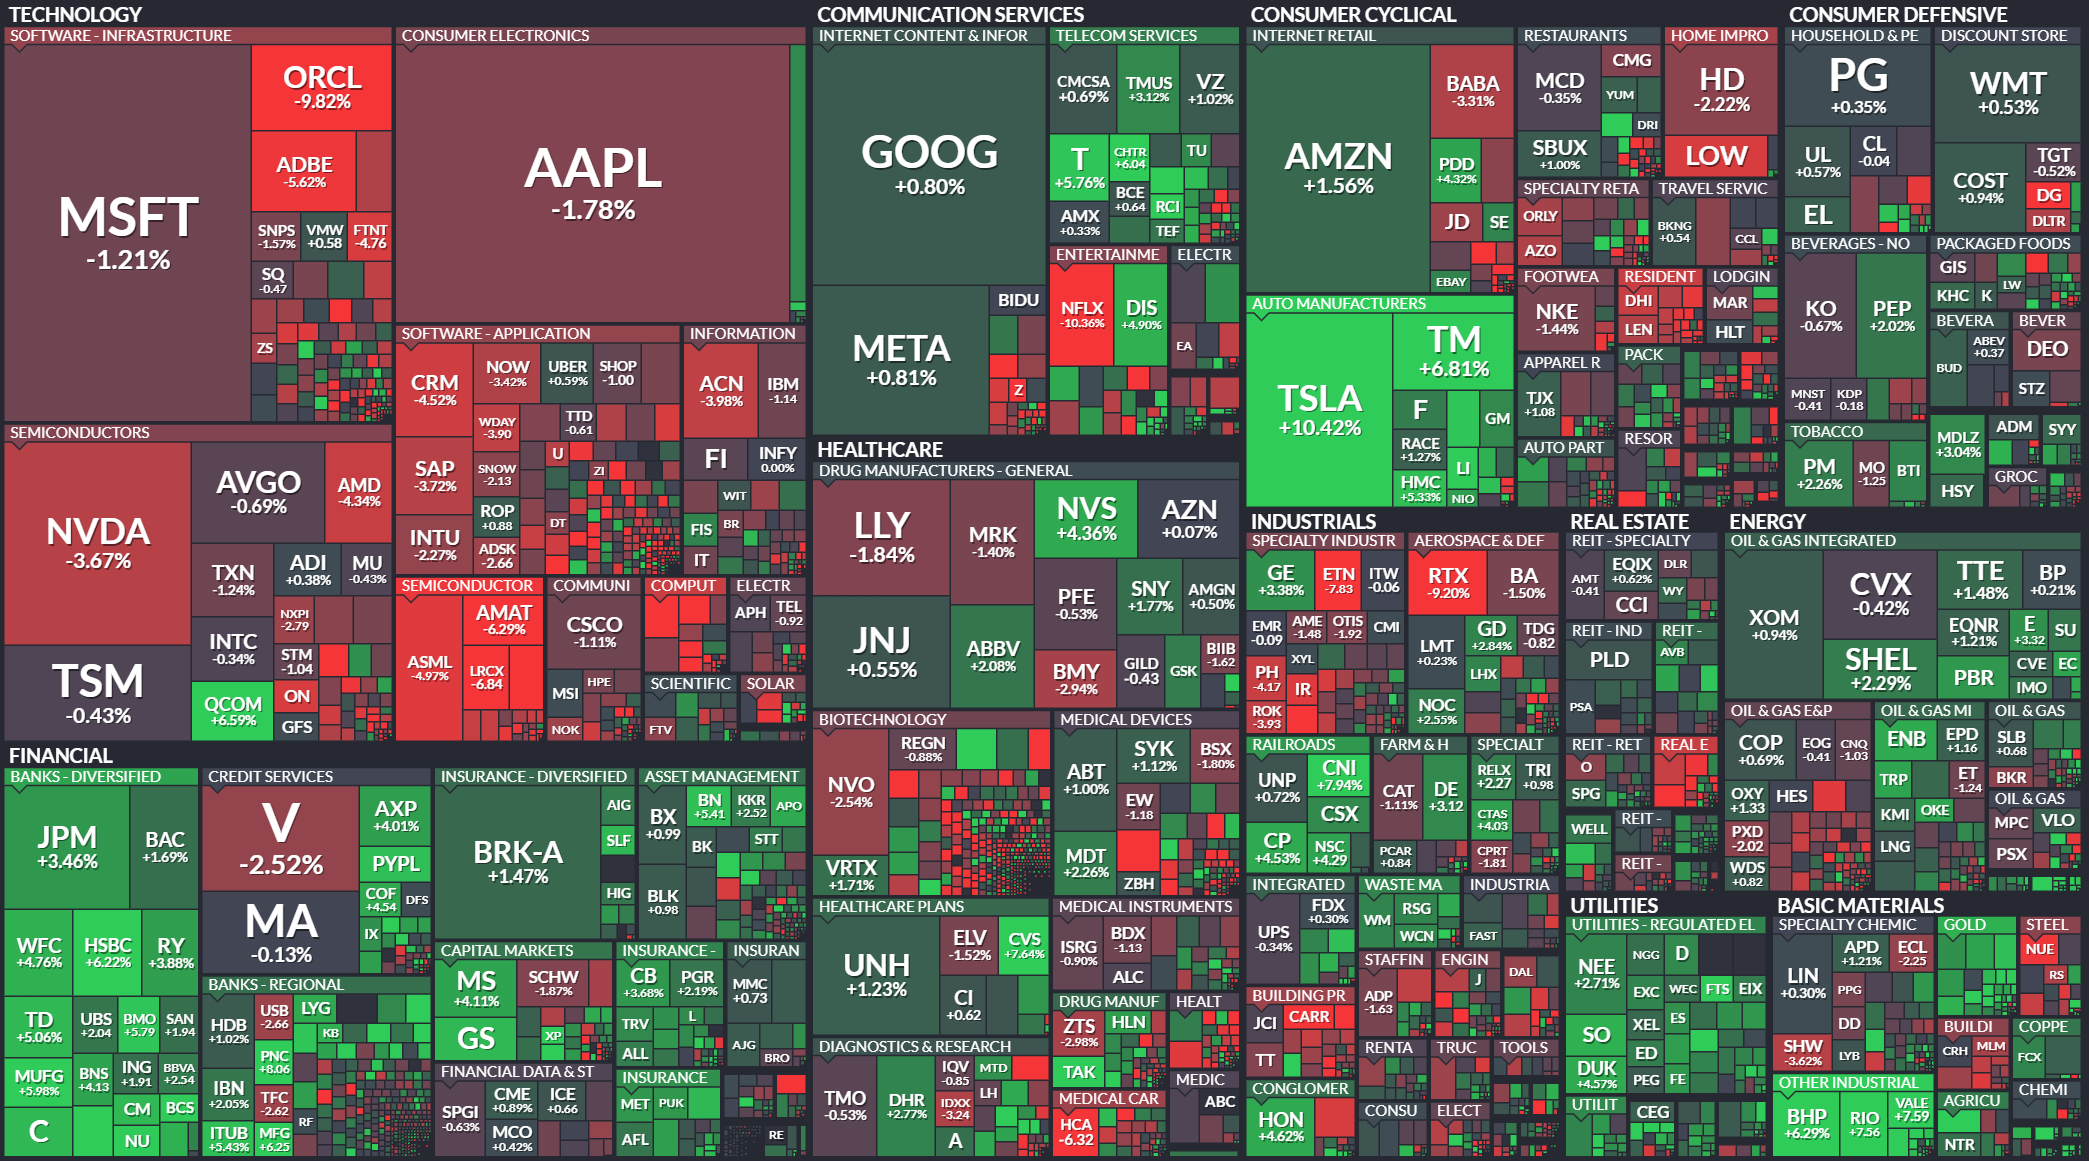 TECHNOLOGY
SOFTWARE - INFRASTRUCTURE
MSFT
-1.21%
ORCL
-9.82%
ADBE
-5.62%
SNPS
-1.57%
VMW
+0.58
FTNT
-4.76
SQ
-0.47
ZS
CONSUMER ELECTRONICS
AAPL
-1.78%
SOFTWARE - APPLICATION
CRM
-4.52%
NOW
-3.42%
UBER
+0.59%
SHOP
-1.00
WDAY
-3.90
TTD
-0.61
SAP
-3.72%
SNOW
-2.13
U
ZI
ROP
+0.88
DT
INTU
-2.27%
ADSK
-2.66
INFORMATION
ACN
-3.98%
IBM
-1.14
FI
INFY
0.00%
WIT
FIS
BR
IT
SEMICONDUCTORS
NVDA
-3.67%
AVGO
-0.69%
AMD
-4.34%
TXN
-1.24%
ADI
+0.38%
MU
-0.43%
NXPI
-2.79
INTC
-0.34%
STM
-1.04
TSM
-0.43%
QCOM
+6.59%
ON
GFS
SEMICONDUCTOR
ASML
-4.97%
AMAT
-6.29%
LRCX
-6.84
COMMUNI
CSCO
-1.11%
MSI
HPE
NOK
COMPUT
ELECTR
APH
TEL
-0.92
SCIENTIFIC
FTV
SOLAR
COMMUNICATION SERVICES
INTERNET CONTENT & INFOR
GOOG
+0.80%
META
+0.81%
BIDU
Z
TELECOM SERVICES
CMCSA
+0.69%
TMUS
+3.12%
VZ
+1.02%
T
+5.76%
CHTR
+6.04
TU
BCE
+0.64
RCI
AMX
+0.33%
TEF
ENTERTAINME
NFLX
-10.36%
DIS
+4.90%
ELECTR
EA
CONSUMER CYCLICAL
INTERNET RETAIL
AMZN
+1.56%
BABA
-3.31%
PDD
+4.32%
JD
SE
EBAY
AUTO MANUFACTURERS
TSLA
+10.42%
TM
+6.81%
F
GM
RACE
+1.27%
LI
HMC
+5.33%
NIO
RESTAURANTS
MCD
-0.35%
CMG
YUM
DRI
SBUX
+1.00%
HOME IMPRO
HD
-2.22%
LOW
SPECIALTY RETA
ORLY
AZO
TRAVEL SERVIC
BKNG
+0.54
CCL
FOOTWEA
NKE
-1.44%
RESIDENT
DHI
LEN
LODGIN
MAR
HLT
APPAREL R
TJX
+1.08
PACK
AUTO PART
RESOR
CONSUMER DEFENSIVE
HOUSEHOLD & PE
PG
+0.35%
UL
+0.57%
CL
-0.04
EL
DISCOUNT STORE
WMT
+0.53%
COST
+0.94%
TGT
-0.52%
DG
DLTR
BEVERAGES - NO
KO
-0.67%
PEP
+2.02%
MNST
-0.41
KDP
-0.18
PACKAGED FOODS
GIS
KHC
K
LW
BEVERA
BUD
ABEV
+0.37
BEVER
DEO
STZ
TOBACCO
PM
+2.26%
MO
-1.25
BTI
MDLZ
+3.04%
HSY
ADM
SYY
GROC
HEALTHCARE
DRUG MANUFACTURERS - GENERAL
LLY
-1.84%
MRK
-1.40%
NVS
+4.36%
AZN
+0.07%
JNJ
+0.55%
ABBV
+2.08%
PFE
-0.53%
SNY
+1.77%
AMGN
+0.50%
BMY
-2.94%
GILD
-0.43
GSK
BIIB
-1.62
BIOTECHNOLOGY
NVO
-2.54%
REGN
-0.88%
VRTX
+1.71%
MEDICAL DEVICES
ABT
+1.00%
SYK
+1.12%
BSX
-1.80%
EW
-1.18
MDT
+2.26%
ZBH
HEALTHCARE PLANS
UNH
+1.23%
ELV
-1.52%
CVS
+7.64%
CI
+0.62
MEDICAL INSTRUMENTS
ISRG
-0.90%
BDX
-1.13
ALC
DRUG MANUF
ZTS
-2.98%
HLN
TAK
HEALT
DIAGNOSTICS & RESEARCH
TMO
-0.53%
DHR
+2.77%
IQV
-0.85
MTD
IDXX
-3.24
LH
A
MEDICAL CAR
HCA
-6.32
MEDIC
ABC
FINANCIAL
BANKS - DIVERSIFIED
JPM
+3.46%
BAC
+1.69%
WFC
+4.76%
HSBC
+6.22%
RY
+3.88%
TD
+5.06%
UBS
+2.04
BMO
+5.79
SAN
+1.94
MUFG
+5.98%
BNS
+4.13
ING
+1.91
BBVA
+2.54
C
CM
BCS
NU
CREDIT SERVICES
V
-2.52%
AXP
+4.01%
PYPL
MA
-0.13%
COF
+4.54
DFS
IX
BANKS - REGIONAL
HDB
+1.02%
USB
-2.66
LYG
KB
PNC
+8.06
IBN
+2.05%
TFC
-2.62
RF
ITUB
+5.43%
MFG
+6.25
INSURANCE - DIVERSIFIED
BRK-A
+1.47%
AIG
SLF
HIG
ASSET MANAGEMENT
BX
+0.99
BN
+5.41
KKR
+2.52
APO
BK
STT
BLK
+0.98
CAPITAL MARKETS
MS
+4.11%
SCHW
-1.87%
GS
XP
INSURANCE -
CB
+3.68%
PGR
+2.19%
TRV
L
ALL
INSURAN
MMC
+0.73
AJG
BRO
FINANCIAL DATA & ST
SPGI
-0.63%
CME
+0.89%
ICE
+0.66
MCO
+0.42%
INSURANCE
MET
PUK
AFL
RE
INDUSTRIALS
SPECIALTY INDUSTR
GE
+3.38%
ETN
-7.83
ITW
-0.06
EMR
-0.09
AME
-1.48
OTIS
-1.92
CMI
PH
-4.17
XYL
IR
ROK
-3.93
AEROSPACE & DEF
RTX
-9.20%
BA
-1.50%
LMT
+0.23%
GD
+2.84%
TDG
-0.82
LHX
NOC
+2.55%
RAILROADS
UNP
+0.72%
CNI
+7.94%
CSX
CP
+4.53%
NSC
+4.29
FARM & H
CAT
-1.11%
DE
+3.12
PCAR
+0.84
SPECIALT
RELX
+2.27
TRI
+0.98
CTAS
+4.03
CPRT
-1.81
INTEGRATED
UPS
-0.34%
FDX
+0.30%
WASTE MA
WM
RSG
WCN
INDUSTRIA
FAST
BUILDING PR
JCI
CARR
TT
STAFFIN
ADP
-1.63
ENGIN
J
DAL
CONGLOMER
HON
+4.62%
RENTA
TRUC
TOOLS
CONSU
ELECT
REAL ESTATE
REIT - SPECIALTY
AMT
-0.41
EQIX
+0.62%
DLR
CCI
WY
REIT - IND
PLD
PSA
REIT -
AVB
REIT - RET
O
SPG
REAL E
WELL
REIT -
REIT -
ENERGY
OIL & GAS INTEGRATED
XOM
+0.94%
CVX
-0.42%
TTE
+1.48%
BP
+0.21%
SHEL
+2.29%
EQNR
+1.21%
E
+3.32
SU
PBR
CVE
EC
IMO
OIL & GAS E&P
COP
+0.69%
EOG
-0.41
CNQ
-1.03
OXY
+1.33
HES
PXD
-2.02
WDS
+0.82
OIL & GAS MI
ENB
EPD
+1.16
TRP
ET
-1.24
KMI
OKE
LNG
OIL & GAS
SLB
+0.68
BKR
OIL & GAS
MPC
VLO
PSX
UTILITIES
UTILITIES - REGULATED EL
NEE
+2.71%
NGG
D
EXC
WEC
FTS
EIX
SO
XEL
ES
ED
DUK
+4.57%
PEG
FE
UTILIT
CEG
BASIC MATERIALS
SPECIALTY CHEMIC
LIN
+0.30%
APD
+1.21%
ECL
-2.25
PPG
DD
SHW
-3.62%
LYB
GOLD
STEEL
NUE
RS
BUILDI
CRH
MLM
COPPE
FCX
OTHER INDUSTRIAL
BHP
+6.29%
RIO
+7.56
VALE
+7.59
AGRICU
NTR
CHEMI